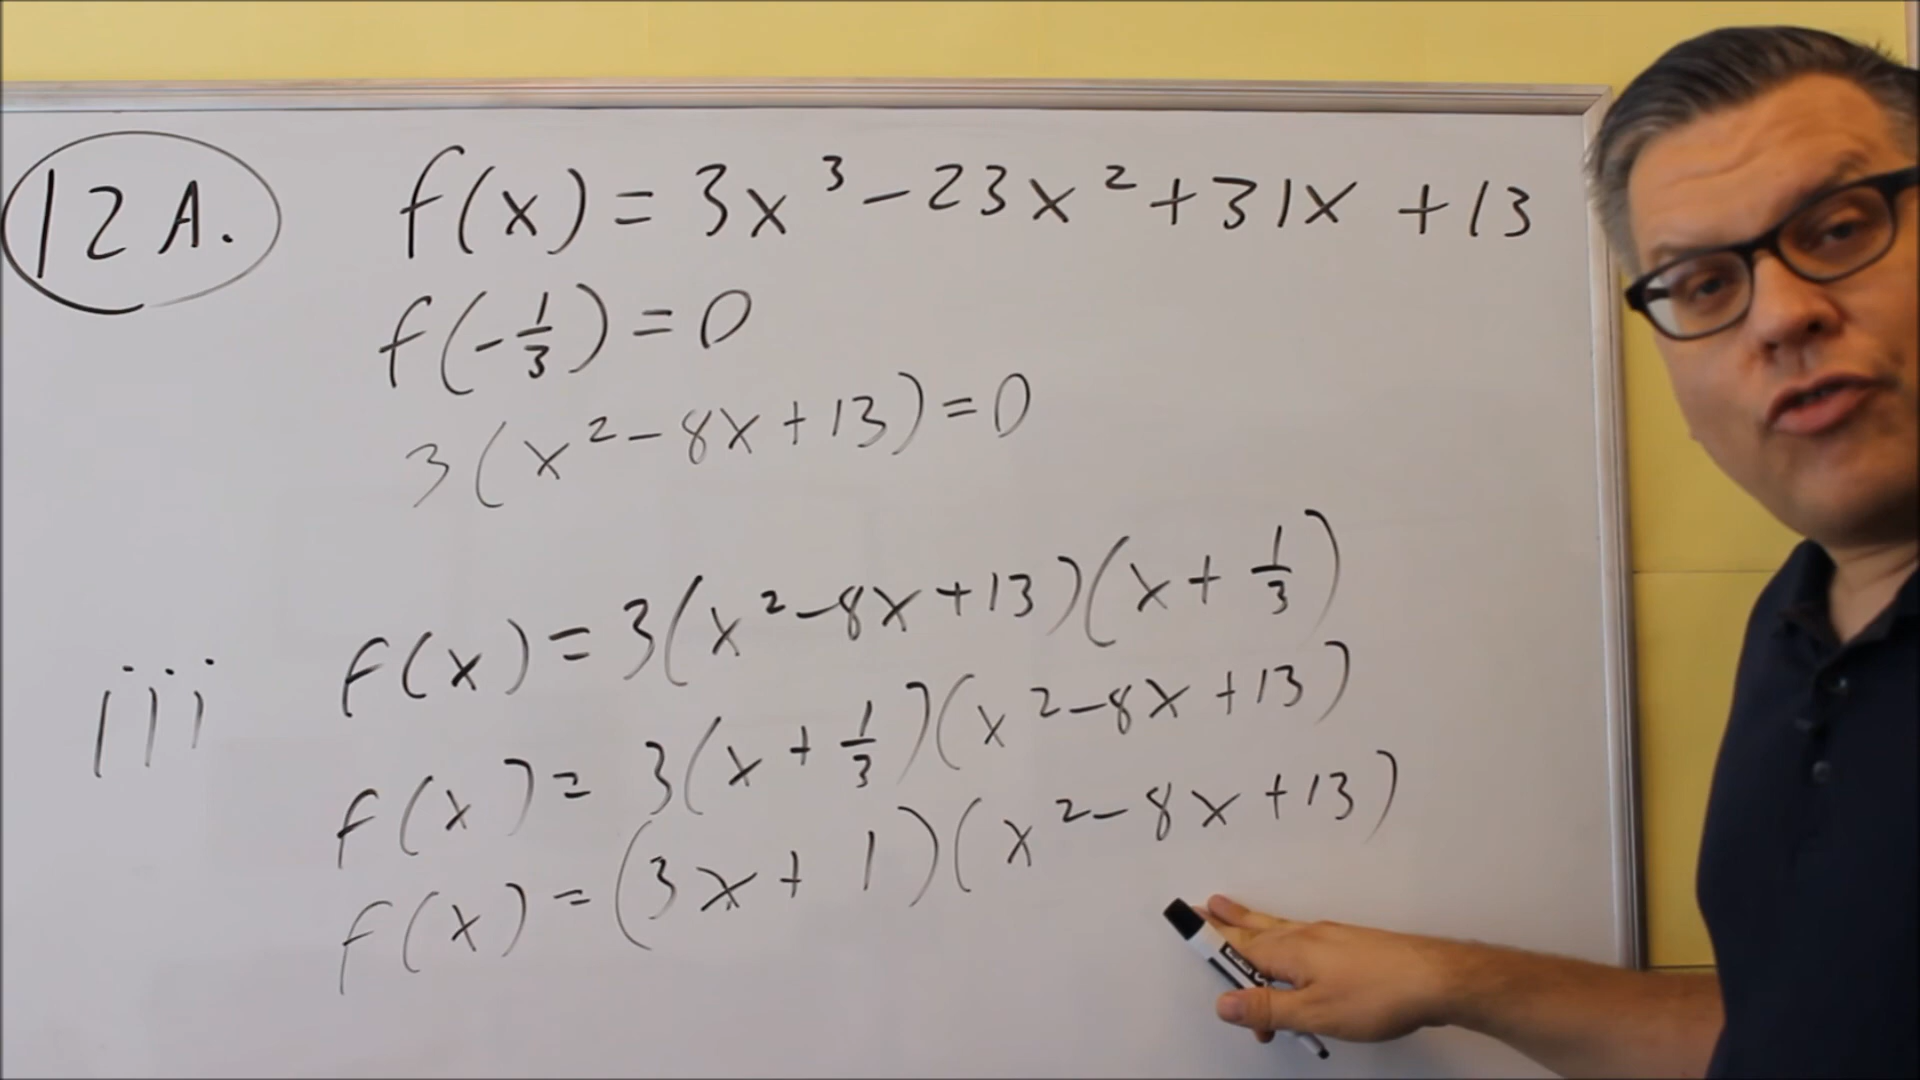 12A. f(x) = 3x³ - 23x² + 31x + 13
f(-1/3) = 0
3(x² - 8x + 13) = 0
iii f(x) = 3(x² - 8x + 13)(x + 1/3)
f(x) = 3(x + 1/3)(x² - 8x + 13)
f(x) = (3x + 1)(x² - 8x + 13)